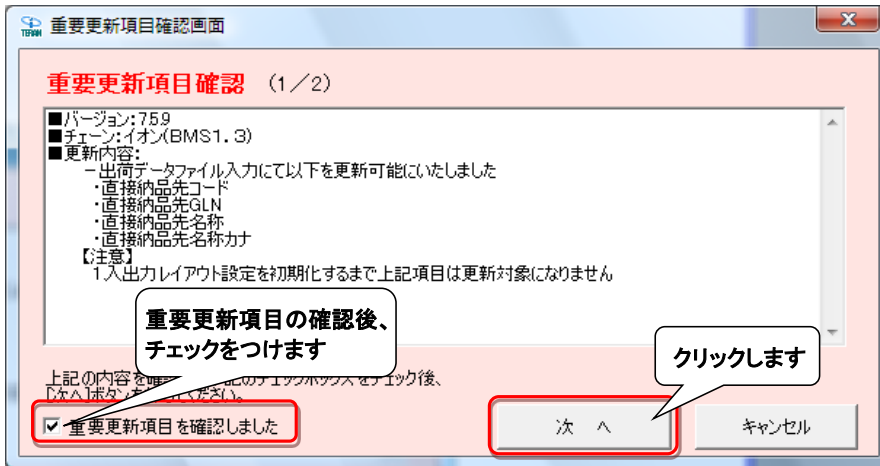 TERAN 重要更新項目確認画面
重要更新項目確認 （1／2）
■バージョン:7.5.9
■チェーン:イオン(BMS1．3)
■更新内容:
－出荷データファイル入力にて以下を更新可能にいたしました
・直接納品先コード
・直接納品先GLN
・直接納品先名称
・直接納品先名称カナ
【注意】
1.入出力レイアウト設定を初期化するまで上記項目は更新対象になりません
重要更新項目の確認後、
チェックをつけます
クリックします
上記の内容を確認 記のチェックボックスをチェック後、
[次へ]ボタンを ください。
重要更新項目を確認しました
次 へ
キャンセル